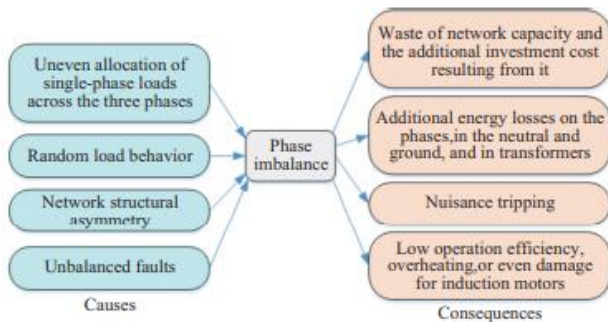 Uneven allocation of
single-phase loads
across the three phases
Random load behavior
Network structural
asymmetry
Unbalanced faults
Causes
Phase
imbalance
Waste of network capacity and
the additional investment cost
resulting from it
Additional energy losses on the
phases,in the neutral and
ground, and in transformers
Nuisance tripping
Low operation efficiency,
overheating,or even damage
for induction motors
Consequences